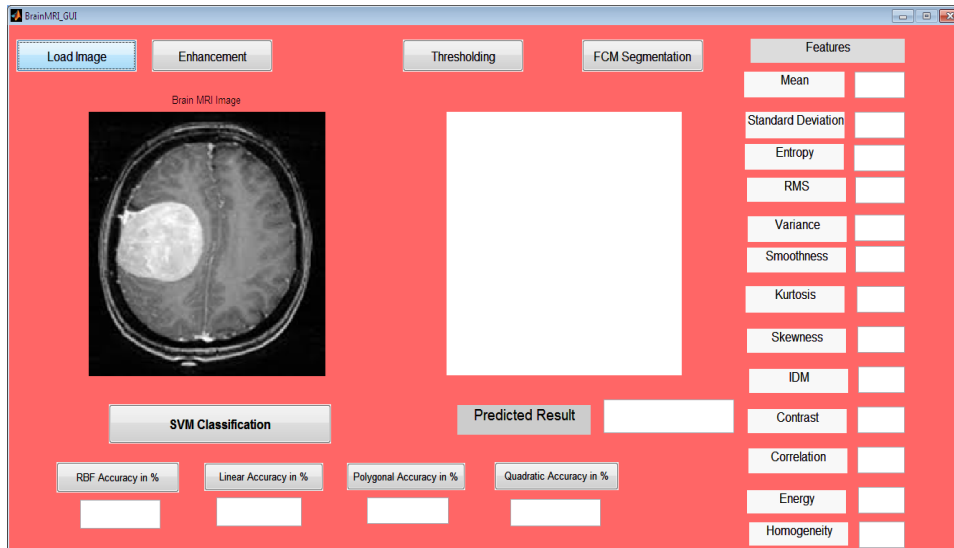 BrainMRI_GUI
Load Image
Enhancement
Thresholding
FCM Segmentation
Features
Brain MRI Image
Mean
Standard Deviation
Entropy
RMS
Variance
Smoothness
Kurtosis
Skewness
IDM
Contrast
Correlation
Energy
Homogeneity
SVM Classification
Predicted Result
RBF Accuracy in %
Linear Accuracy in %
Polygonal Accuracy in %
Quadratic Accuracy in %